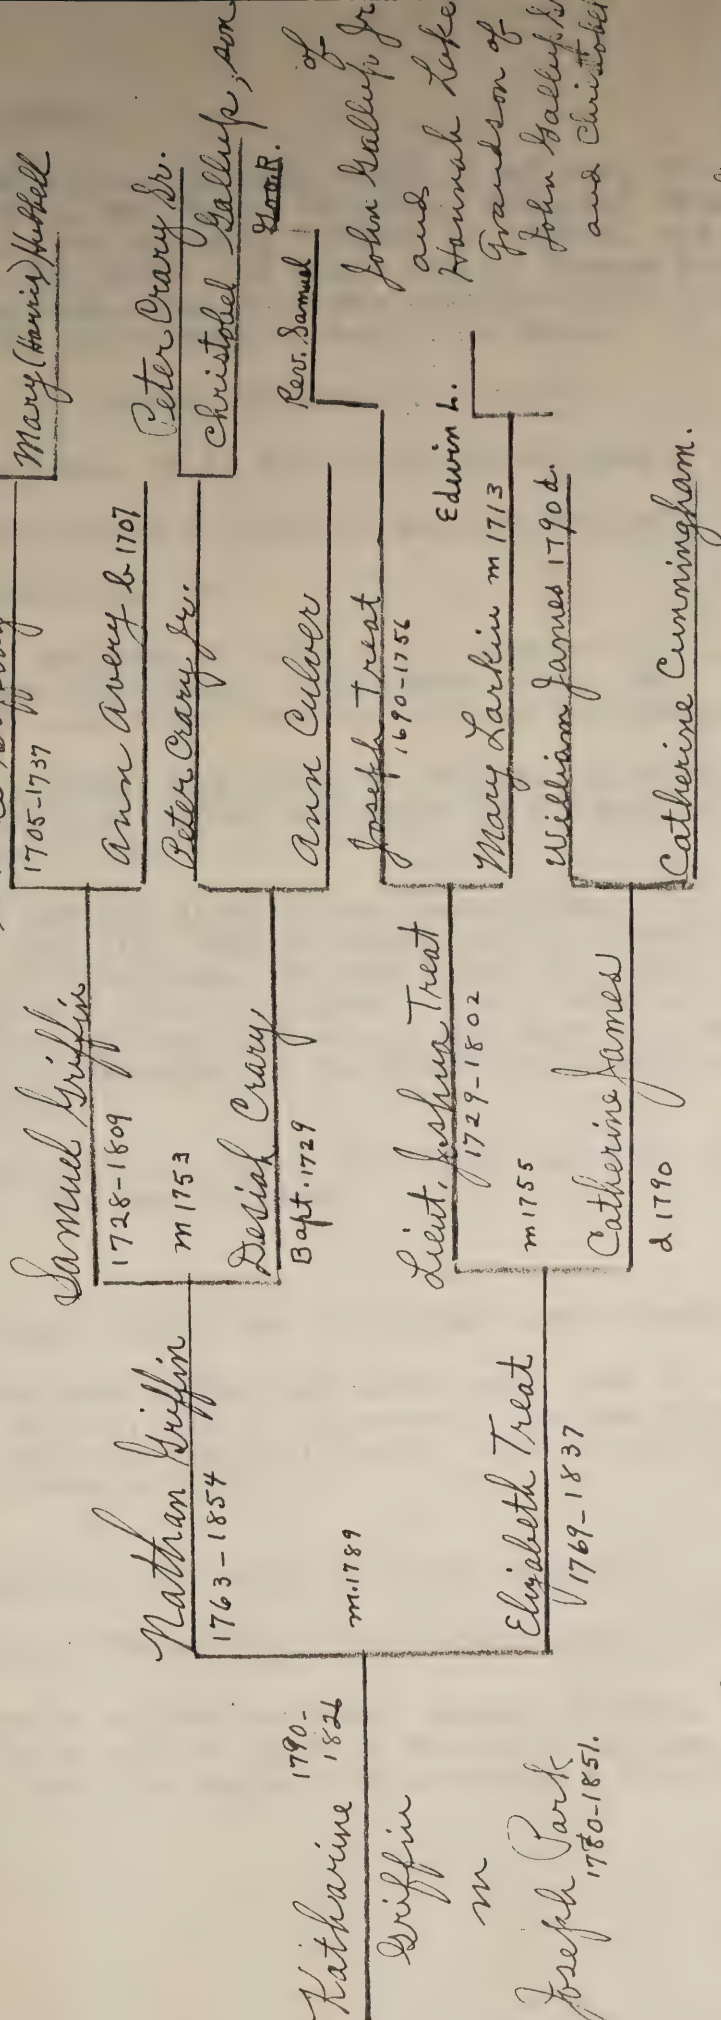 Mary (Harris) Hubbell
1705-1737
Ann Avery b 1707
Samuel Griffin
1728-1809
m 1753
Peter Crary Sr.
Christobel Gallup, son
of
John Gallup Jr.
and
Hannah Lake
Grandson of
John Gallup Sr
and Christobel
Peter Crary Jr.
Ann Culver
Desiah Crary
Bapt. 1729
Nathan Griffin
1763-1854
m. 1789
Katharine 1790-
1826
Griffin
m
Joseph Park
1780-1851.
Rev. Samuel
Joseph Treat
1690-1756
Edwin L.
Mary Larkin m 1713
Lieut. Joshua Treat
1729-1802
m 1755
William James 1790 d.
Catherine Cunningham.
Catherine James
d 1790
Elizabeth Treat
1769-1837